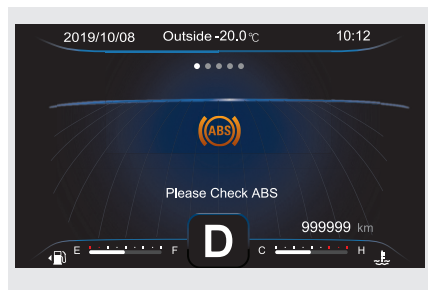 2019/10/08 Outside -20.0 ℃ 10:12
ABS
Please Check ABS
999999 km
E F D C H